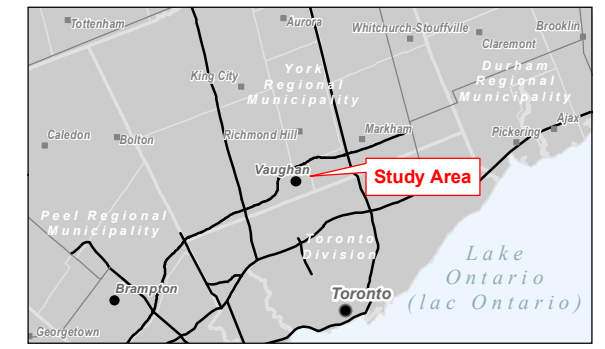 Tottenham
Aurora
Whitchurch-Stouffville
Brooklin
Claremont
King City
York
Regional
Municipality
Durham
Regional
Municipality
Caledon
Bolton
Richmond Hill
Markham
Pickering
Ajax
Vaughan
Study Area
Peel Regional
Municipality
Toronto
Division
Lake
Ontario
(lac Ontario)
Brampton
Toronto
Georgetown